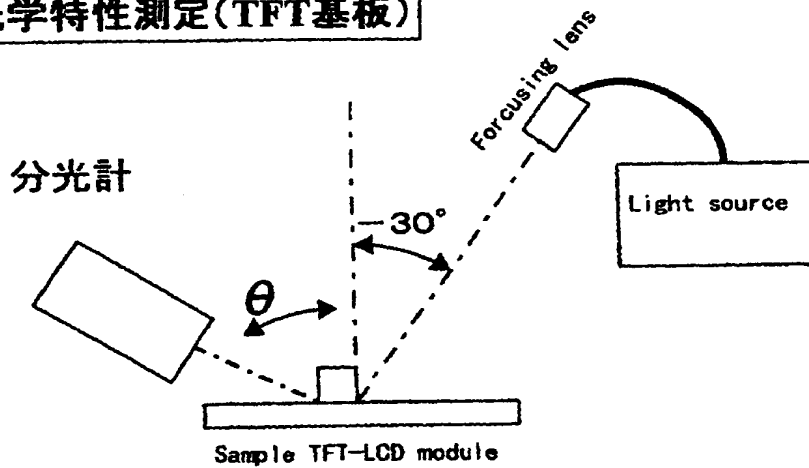 学特性測定(TFT基板)
Forcusing lens
分光計
Light source
－30°
θ
Sample TFT-LCD module